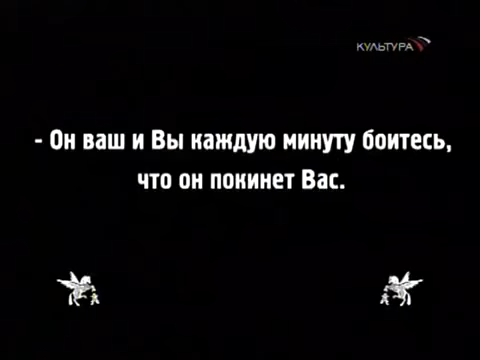 КУЛЬТУРА
- Он ваш и Вы каждую минуту боитесь,
что он покинет Вас.